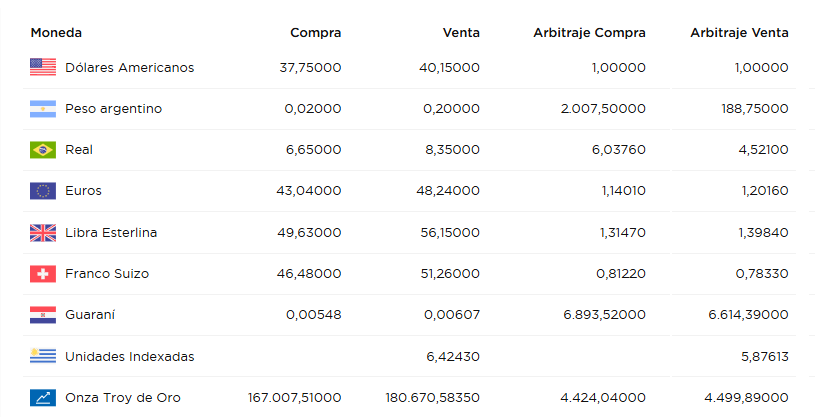 Moneda Compra Venta Arbitraje Compra Arbitraje Venta
Dólares Americanos 37,75000 40,15000 1,00000 1,00000
Peso argentino 0,02000 0,20000 2.007,50000 188,75000
Real 6,65000 8,35000 6,03760 4,52100
Euros 43,04000 48,24000 1,14010 1,20160
Libra Esterlina 49,63000 56,15000 1,31470 1,39840
Franco Suizo 46,48000 51,26000 0,81220 0,78330
Guaraní 0,00548 0,00607 6.893,52000 6.614,39000
Unidades Indexadas 6,42430 5,87613
Onza Troy de Oro 167.007,51000 180.670,58350 4.424,04000 4.499,89000